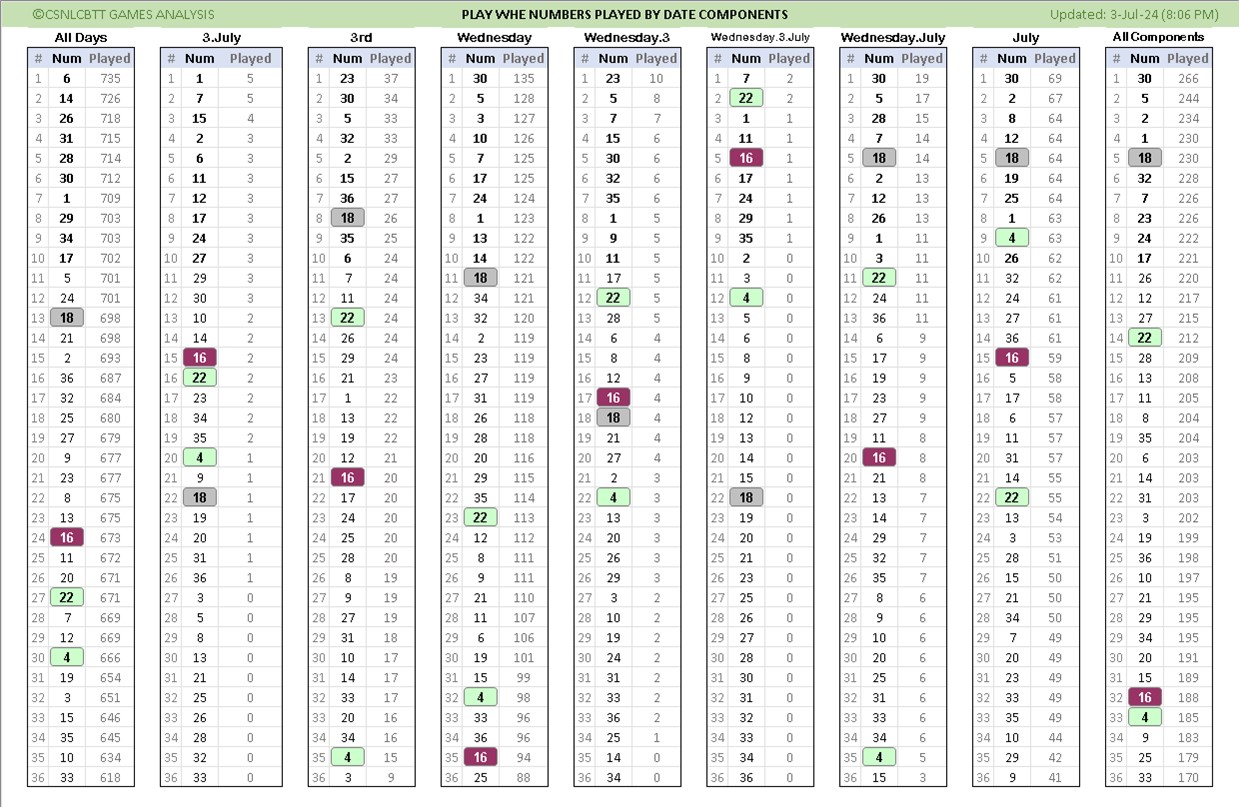 ©CSNLCBTT GAMES ANALYSIS PLAY WHE NUMBERS PLAYED BY DATE COMPONENTS Updated: 3-Jul-24 (8:06 PM)
All Days 3.July 3rd Wednesday Wednesday.3 Wednesday.3.July Wednesday.July July All Components
# Num Played # Num Played # Num Played # Num Played # Num Played # Num Played # Num Played # Num Played # Num Played
1 6 735 1 1 5 1 23 37 1 30 135 1 23 10 1 7 2 1 30 19 1 30 69 1 30 266
2 14 726 2 7 5 2 30 34 2 5 128 2 5 8 2 22 2 2 5 17 2 2 67 2 5 244
3 26 718 3 15 4 3 5 33 3 3 127 3 7 7 3 1 1 3 28 15 3 8 64 3 2 234
4 31 715 4 2 3 4 32 33 4 10 126 4 15 6 4 11 1 4 7 14 4 12 64 4 1 230
5 28 714 5 6 3 5 2 29 5 7 125 5 30 6 5 16 1 5 18 14 5 18 64 5 18 230
6 30 712 6 11 3 6 15 27 6 17 125 6 32 6 6 17 1 6 2 13 6 19 64 6 32 228
7 1 709 7 12 3 7 36 27 7 24 124 7 35 6 7 24 1 7 12 13 7 25 64 7 7 226
8 29 703 8 17 3 8 18 26 8 1 123 8 1 5 8 29 1 8 26 13 8 1 63 8 23 226
9 34 703 9 24 3 9 35 25 9 13 122 9 9 5 9 35 1 9 1 11 9 4 63 9 24 222
10 17 702 10 27 3 10 6 24 10 14 122 10 11 5 10 2 0 10 3 11 10 26 62 10 17 221
11 5 701 11 29 3 11 7 24 11 18 121 11 17 5 11 3 0 11 22 11 11 32 62 11 26 220
12 24 701 12 30 3 12 11 24 12 34 121 12 22 5 12 4 0 12 24 11 12 24 61 12 12 217
13 18 698 13 10 2 13 22 24 13 32 120 13 28 5 13 5 0 13 36 11 13 27 61 13 27 215
14 21 698 14 14 2 14 26 24 14 2 119 14 6 4 14 6 0 14 6 9 14 36 61 14 22 212
15 2 693 15 16 2 15 29 24 15 23 119 15 8 4 15 8 0 15 17 9 15 16 59 15 28 209
16 36 687 16 22 2 16 21 23 16 27 119 16 12 4 16 9 0 16 19 9 16 5 58 16 13 208
17 32 684 17 23 2 17 1 22 17 31 119 17 16 4 17 10 0 17 23 9 17 17 58 17 11 205
18 25 680 18 34 2 18 13 22 18 26 118 18 18 4 18 12 0 18 27 9 18 6 57 18 8 204
19 27 679 19 35 2 19 19 22 19 28 118 19 21 4 19 13 0 19 11 8 19 11 57 19 35 204
20 9 677 20 4 1 20 12 21 20 20 116 20 27 4 20 14 0 20 16 8 20 31 57 20 6 203
21 23 677 21 9 1 21 16 20 21 29 115 21 2 3 21 15 0 21 21 8 21 14 55 21 14 203
22 8 675 22 18 1 22 17 20 22 35 114 22 4 3 22 18 0 22 13 7 22 22 55 22 31 203
23 13 675 23 19 1 23 24 20 23 22 113 23 13 3 23 19 0 23 14 7 23 13 54 23 3 202
24 16 673 24 20 1 24 25 20 24 12 112 24 20 3 24 20 0 24 29 7 24 3 53 24 19 199
25 11 672 25 31 1 25 28 20 25 8 111 25 26 3 25 21 0 25 32 7 25 28 51 25 36 198
26 20 671 26 36 1 26 8 19 26 9 111 26 29 3 26 23 0 26 35 7 26 15 50 26 10 197
27 22 671 27 3 0 27 9 19 27 21 110 27 3 2 27 25 0 27 8 6 27 21 50 27 21 195
28 7 669 28 5 0 28 27 19 28 11 107 28 10 2 28 26 0 28 9 6 28 34 50 28 29 195
29 12 669 29 8 0 29 31 18 29 6 106 29 19 2 29 27 0 29 10 6 29 7 49 29 34 195
30 4 666 30 13 0 30 10 17 30 19 101 30 24 2 30 28 0 30 20 6 30 20 49 30 20 191
31 19 654 31 21 0 31 14 17 31 15 99 31 31 2 31 30 0 31 25 6 31 23 49 31 15 189
32 3 651 32 25 0 32 33 17 32 4 98 32 33 2 32 31 0 32 31 6 32 33 49 32 16 188
33 15 646 33 26 0 33 20 16 33 33 96 33 36 2 33 32 0 33 33 6 33 35 49 33 4 185
34 35 645 34 28 0 34 34 16 34 36 96 34 25 1 34 33 0 34 34 6 34 10 44 34 9 183
35 10 634 35 32 0 35 4 15 35 16 94 35 14 0 35 34 0 35 4 5 35 29 42 35 25 179
36 33 618 36 33 0 36 3 9 36 25 88 36 34 0 36 36 0 36 15 3 36 9 41 36 33 170